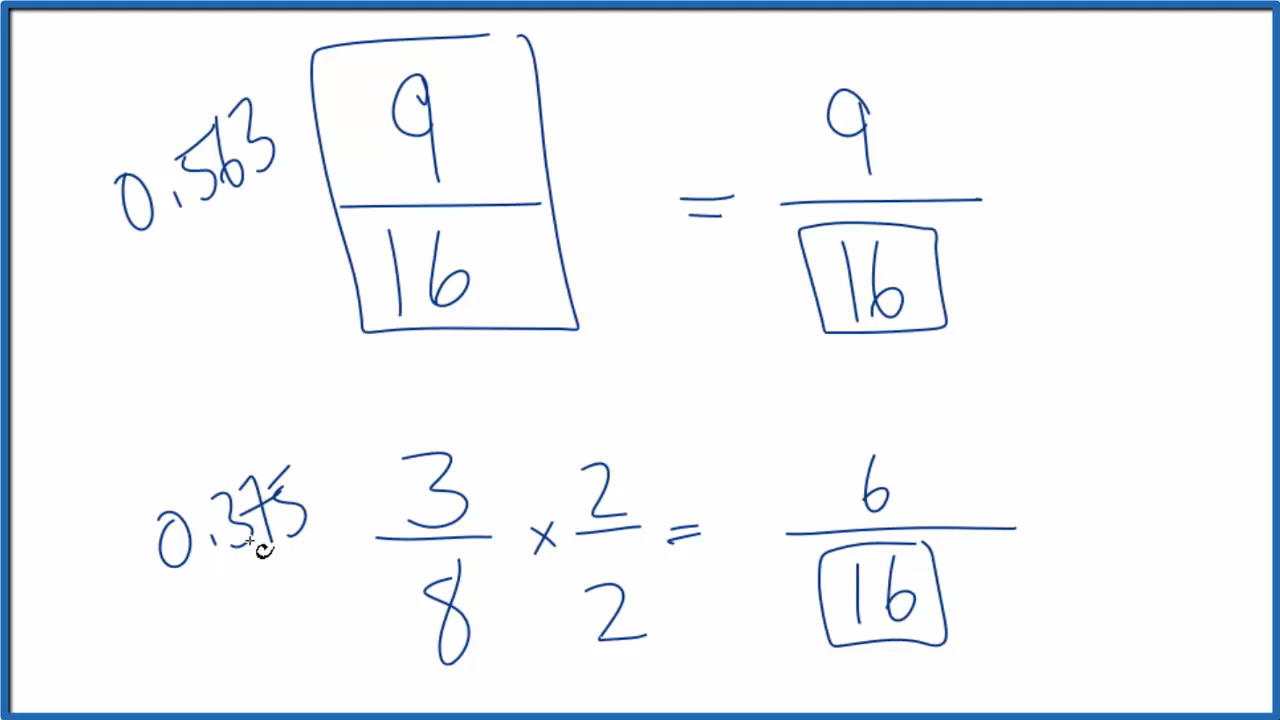 0.563 9/16 = 9/16
0.375 3/8 × 2/2 = 6/16